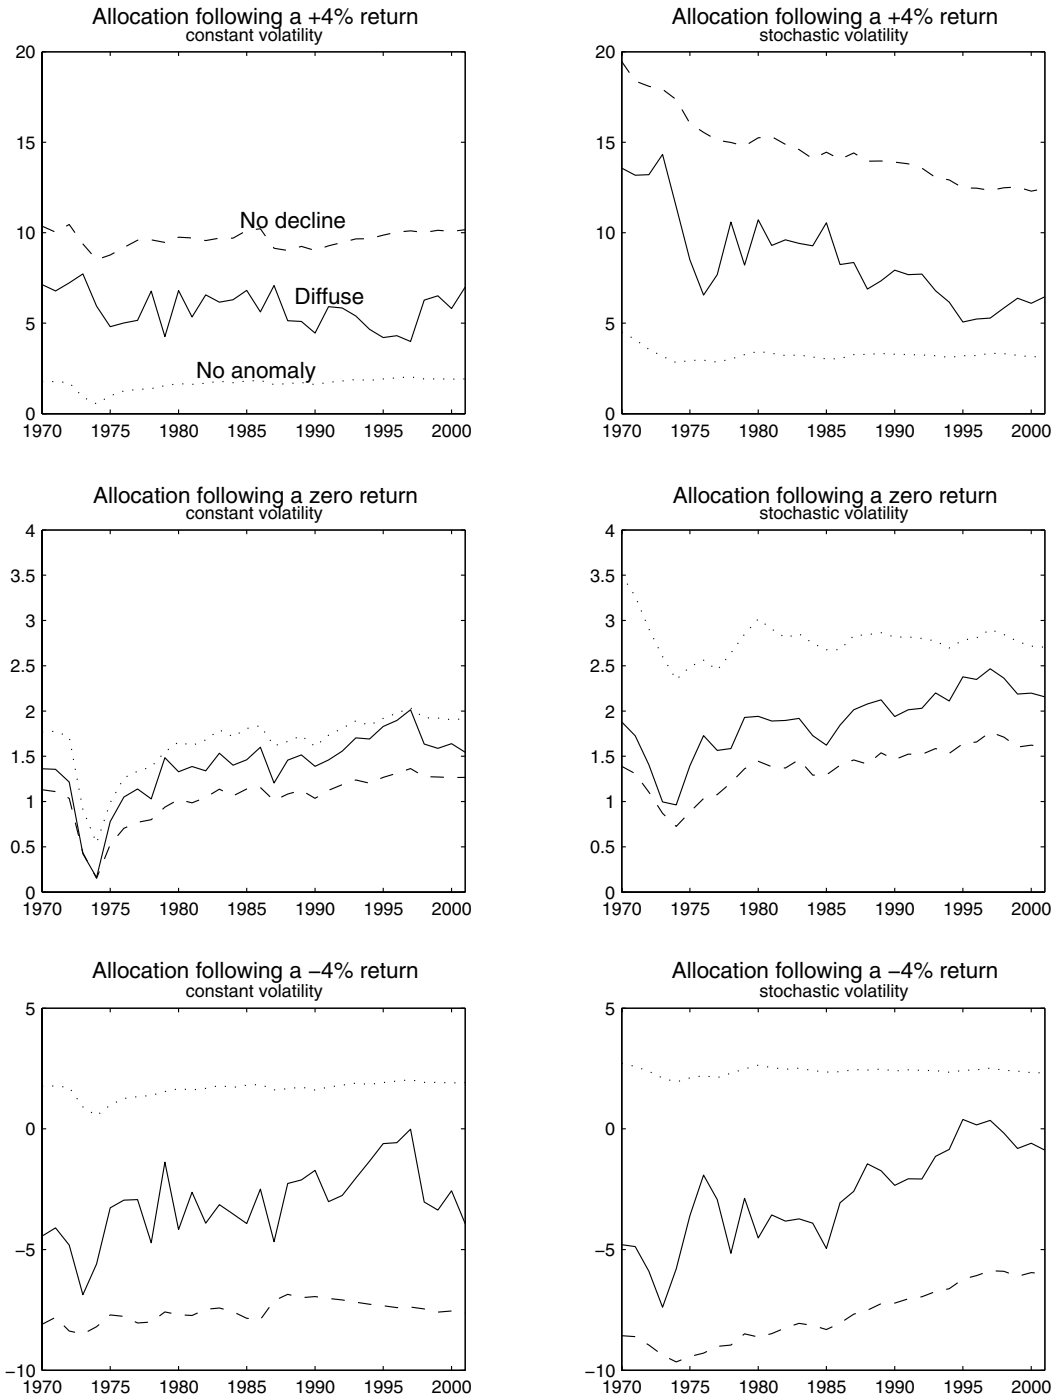 Allocation following a +4% return
constant volatility
20
15
10
5
0
No decline
Diffuse
No anomaly
1970 1975 1980 1985 1990 1995 2000
Allocation following a +4% return
stochastic volatility
20
15
10
5
0
1970 1975 1980 1985 1990 1995 2000
Allocation following a zero return
constant volatility
4
3.5
3
2.5
2
1.5
1
0.5
0
1970 1975 1980 1985 1990 1995 2000
Allocation following a zero return
stochastic volatility
4
3.5
3
2.5
2
1.5
1
0.5
0
1970 1975 1980 1985 1990 1995 2000
Allocation following a −4% return
constant volatility
5
0
−5
−10
1970 1975 1980 1985 1990 1995 2000
Allocation following a −4% return
stochastic volatility
5
0
−5
−10
1970 1975 1980 1985 1990 1995 2000